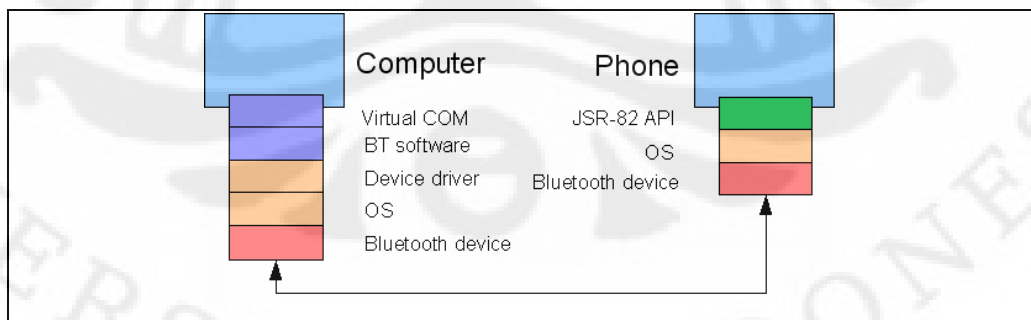 Computer
Virtual COM
BT software
Device driver
OS
Bluetooth device
Phone
JSR-82 API
OS
Bluetooth device